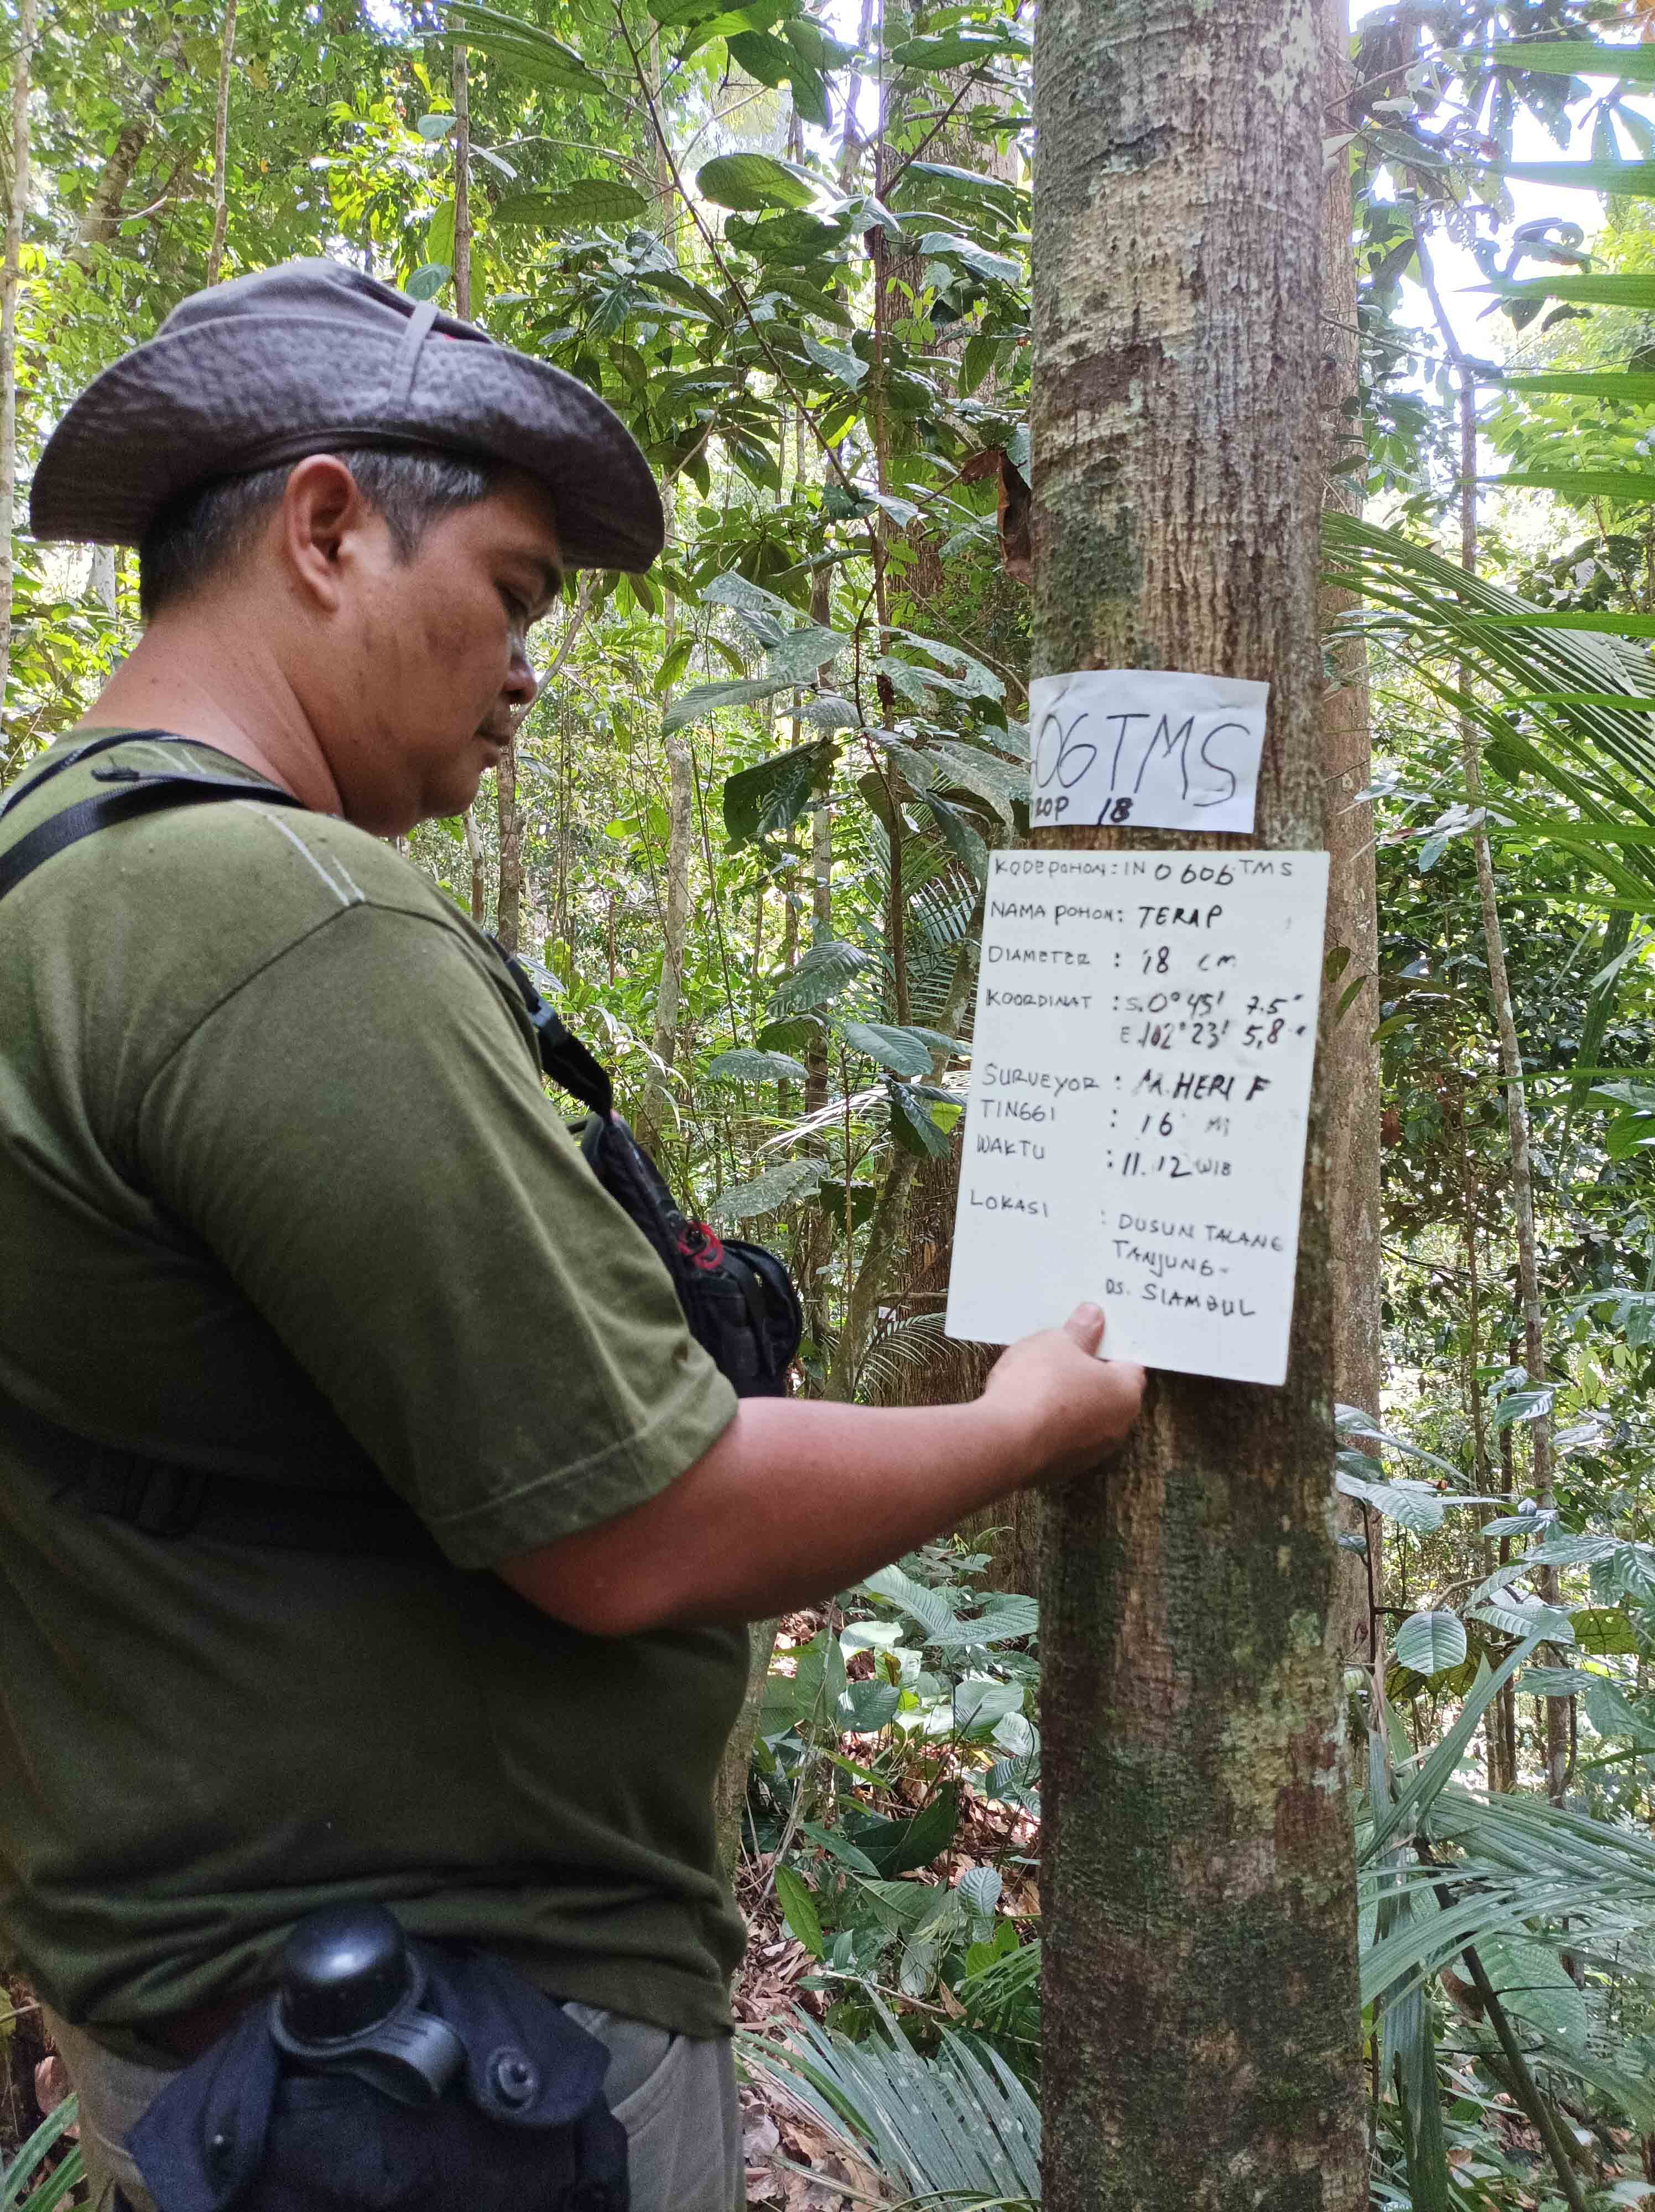 06TMS
18
KODE POHON : IN 0606 TMS
NAMA POHON : TERAP
DIAMETER : 18 CM
KOORDINAT : S. 0° 45' 7.5"
E. 102° 23' 5,8"
SURVEYOR : M. HERI F
TINGGI : 16 M
WAKTU : 11.12 WIB
LOKASI : DUSUN TALANG
TANJUNG -
DS. SIAMBUL